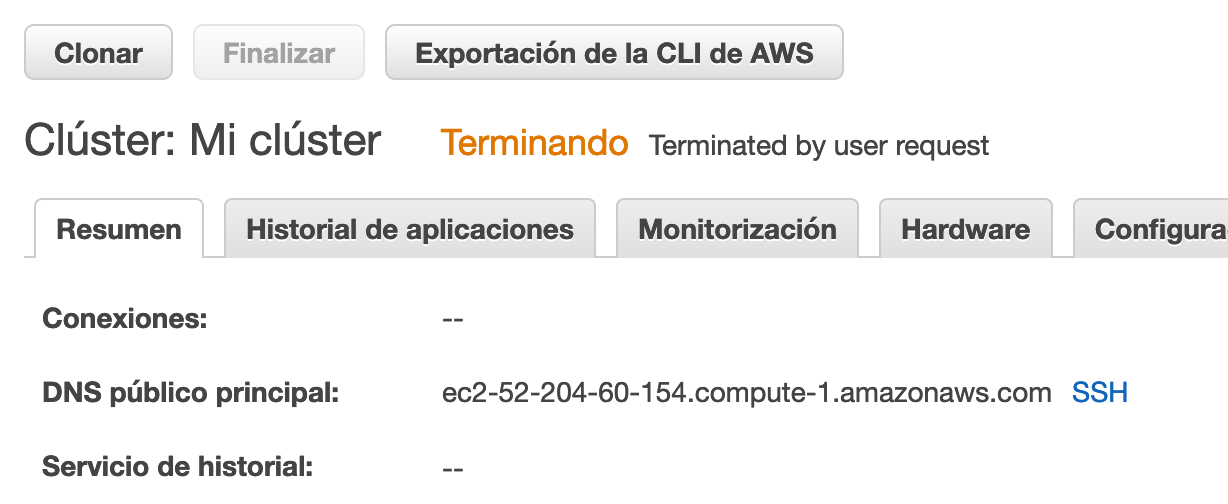 Clonar Finalizar Exportación de la CLI de AWS
Clúster: Mi clúster Terminando Terminated by user request
Resumen Historial de aplicaciones Monitorización Hardware Configura
Conexiones: --
DNS público principal: ec2-52-204-60-154.compute-1.amazonaws.com SSH
Servicio de historial: --